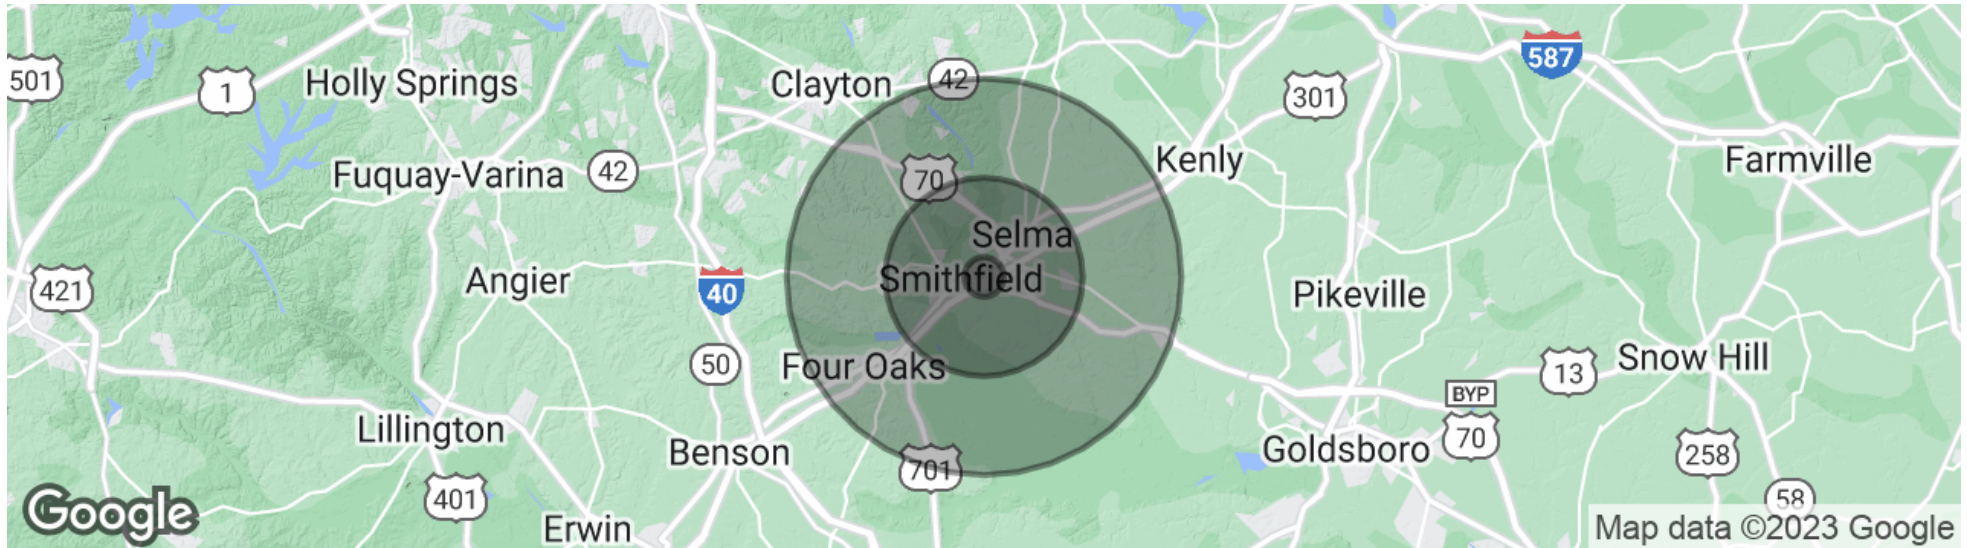 501
1
Holly Springs
Clayton
42
301
587
Fuquay-Varina
42
70
Kenly
Farmville
Selma
421
Angier
40
Smithfield
Pikeville
50
Four Oaks
13
Snow Hill
BYP
70
Lillington
Benson
701
Goldsboro
258
401
58
Google
Erwin
Map data ©2023 Google